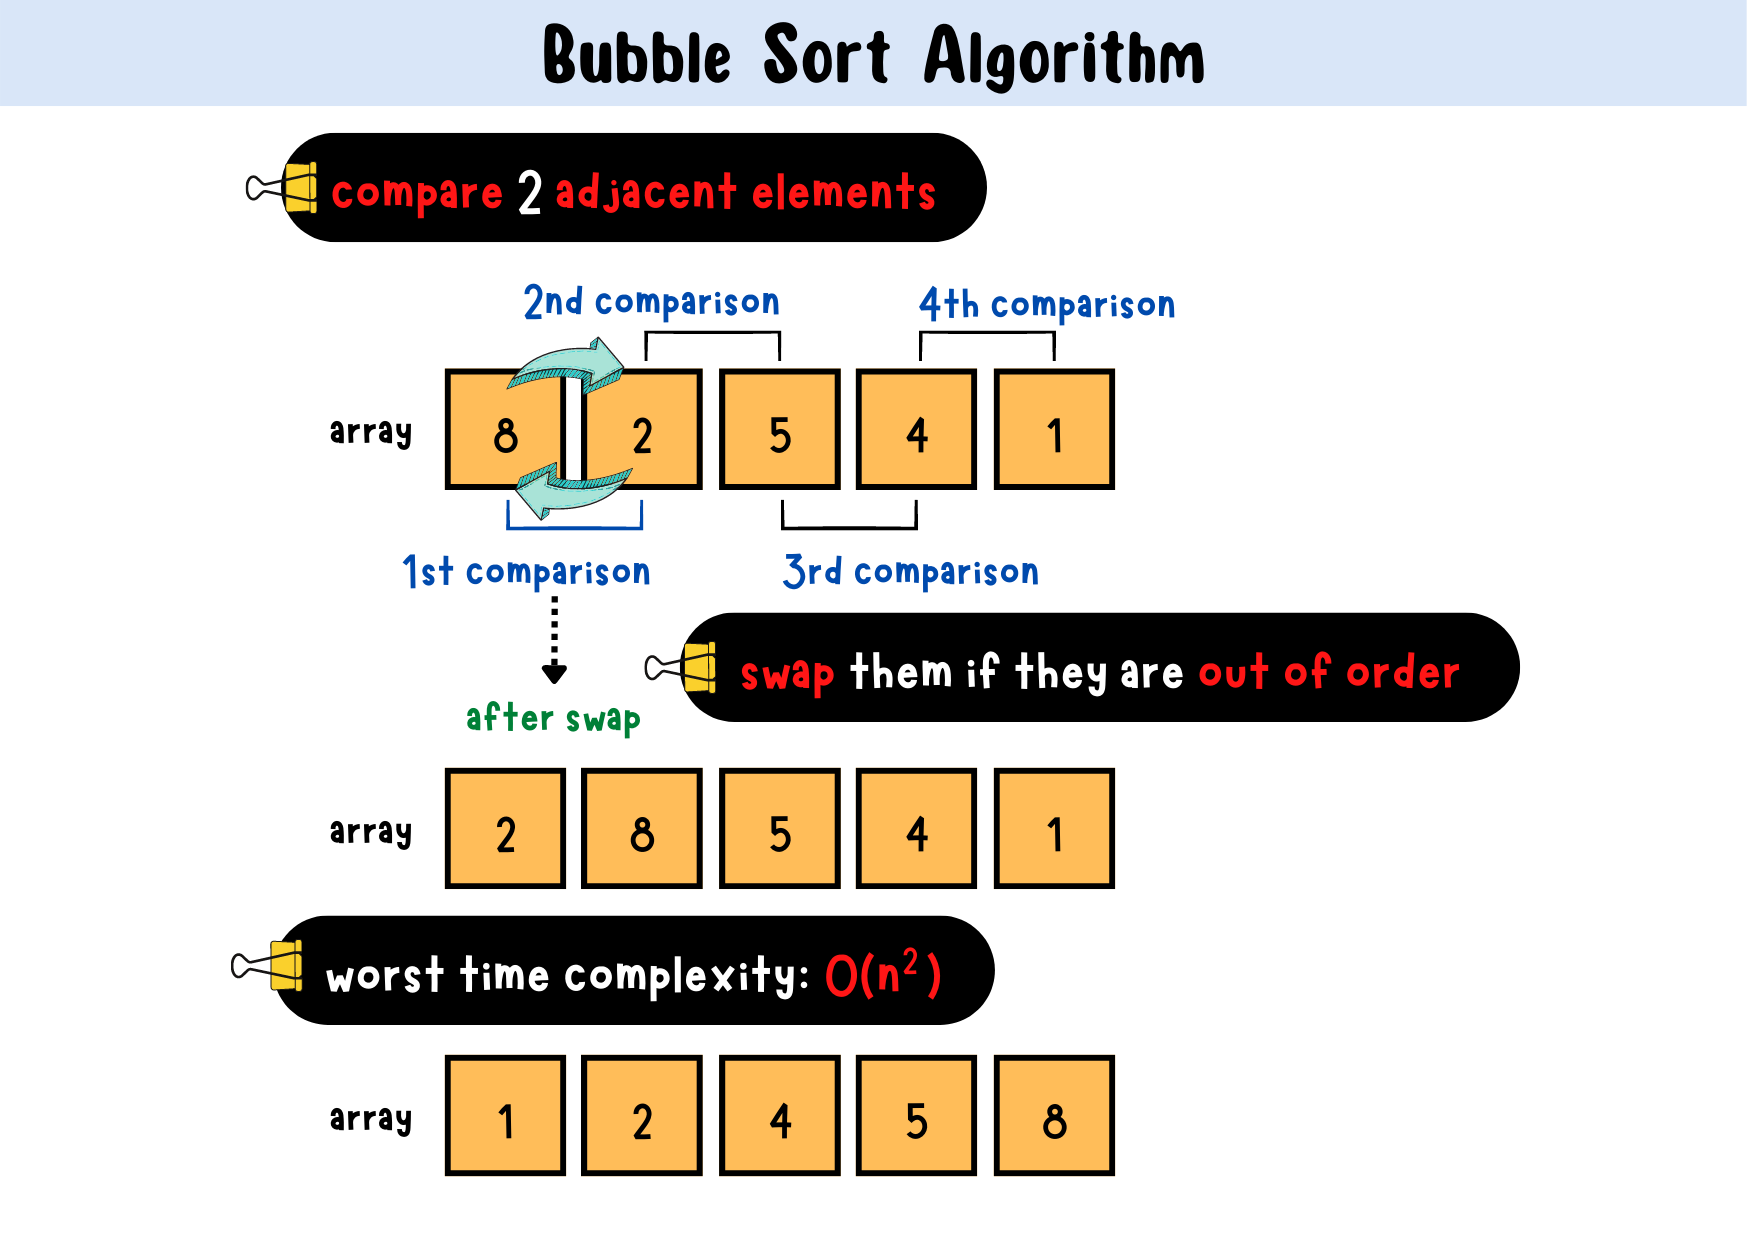 Bubble Sort Algorithm
compare 2 adjacent elements
2nd comparison 4th comparison
array 8 2 5 4 1
1st comparison 3rd comparison
swap them if they are out of order
after swap
array 2 8 5 4 1
worst time complexity: O(n²)
array 1 2 4 5 8